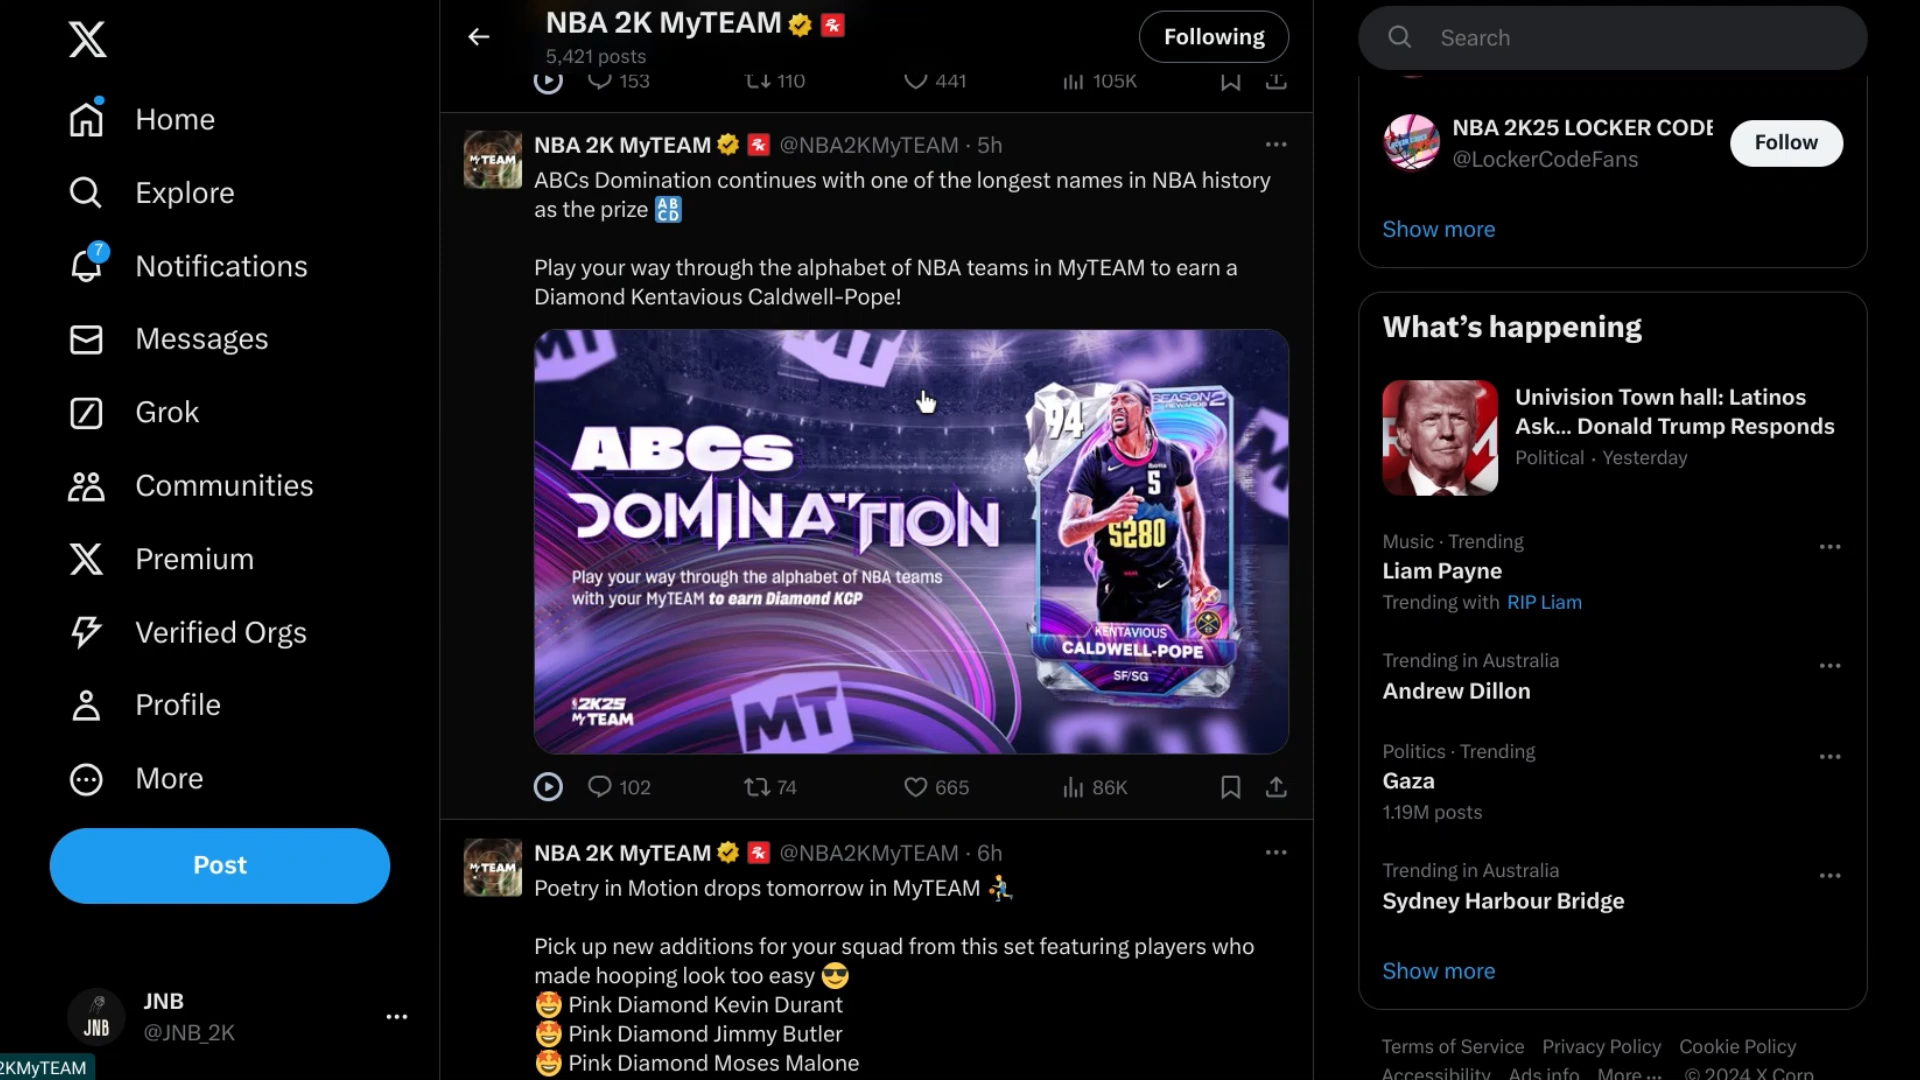 Home
Explore
7
Notifications
Messages
Grok
Communities
Premium
Verified Orgs
Profile
More
Post
JNB
JNB
@JNB_2K
2KMyTEAM
NBA 2K MyTEAM
5,421 posts
Following
153 110 441 105K
NBA 2K MyTEAM @NBA2KMyTEAM · 5h
MyTEAM
ABCs Domination continues with one of the longest names in NBA history
as the prize 🔠
Play your way through the alphabet of NBA teams in MyTEAM to earn a
Diamond Kentavious Caldwell-Pope!
ABCs
DOMINATION
Play your way through the alphabet of NBA teams
with your MyTEAM to earn Diamond KCP
2K25
MyTEAM
MT
94
SEASON 2
REWARDS
5
5280
KENTAVIOUS
CALDWELL-POPE
SF/SG
102 74 665 86K
NBA 2K MyTEAM @NBA2KMyTEAM · 6h
MyTEAM
Poetry in Motion drops tomorrow in MyTEAM ⛹️‍♂️
Pick up new additions for your squad from this set featuring players who
made hooping look too easy 😎
🤩 Pink Diamond Kevin Durant
🤩 Pink Diamond Jimmy Butler
🤩 Pink Diamond Moses Malone
Search
NBA 2K25 LOCKER CODE
@LockerCodeFans
Follow
Show more
What's happening
Univision Town hall: Latinos
Ask... Donald Trump Responds
Political · Yesterday
Music · Trending
Liam Payne
Trending with RIP Liam
Trending in Australia
Andrew Dillon
Politics · Trending
Gaza
1.19M posts
Trending in Australia
Sydney Harbour Bridge
Show more
Terms of Service Privacy Policy Cookie Policy
Accessibility Ads info More ··· © 2024 X Corp.